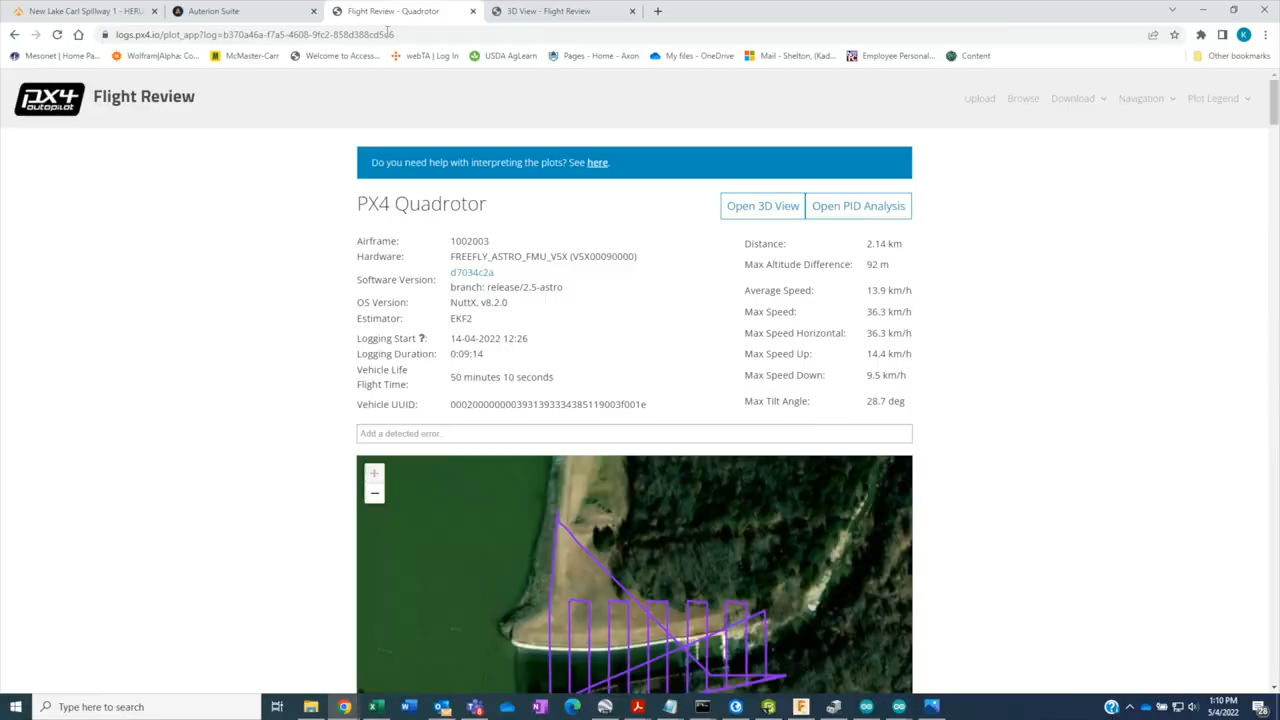 New Lake Carl Spillway 1 - HERU
Auterion Suite
Flight Review - Quadrotor
3D View - Flight Review
logs.px4.io/plot_app?log=b370a46a-f7a5-4608-9fc2-858d388cd5e6
Mesonet | Home Pa...
Wolfram|Alpha: Co...
McMaster-Carr
Welcome to Access...
webTA | Log In
USDA AgLearn
Pages - Home - Axon
My files - OneDrive
Mail - Shelton, (Kad...
Employee Personal...
Content
Other bookmarks
K
PX4 autopilot
Flight Review
Upload
Browse
Download
Navigation
Plot Legend
Do you need help with interpreting the plots? See here.
PX4 Quadrotor
Open 3D View
Open PID Analysis
Airframe: 1002003
Hardware: FREEFLY_ASTRO_FMU_V5X (V5X00090000)
Software Version: d7034c2a
branch: release/2.5-astro
OS Version: NuttX, v8.2.0
Estimator: EKF2
Logging Start ?: 14-04-2022 12:26
Logging Duration: 0:09:14
Vehicle Life
Flight Time: 50 minutes 10 seconds
Vehicle UUID: 0002000000003931393334385119003f001e
Distance: 2.14 km
Max Altitude Difference: 92 m
Average Speed: 13.9 km/h
Max Speed: 36.3 km/h
Max Speed Horizontal: 36.3 km/h
Max Speed Up: 14.4 km/h
Max Speed Down: 9.5 km/h
Max Tilt Angle: 28.7 deg
Add a detected error...
+
−
Type here to search
1:10 PM
5/4/2022
28